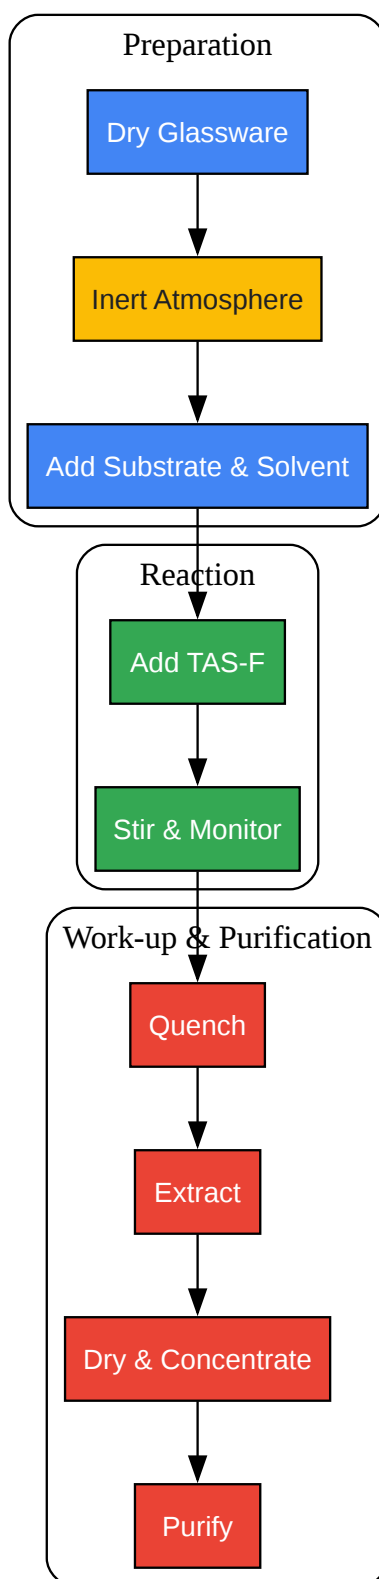 Preparation
Dry Glassware
Inert Atmosphere
Add Substrate & Solvent
Reaction
Add TAS-F
Stir & Monitor
Work-up & Purification
Quench
Extract
Dry & Concentrate
Purify